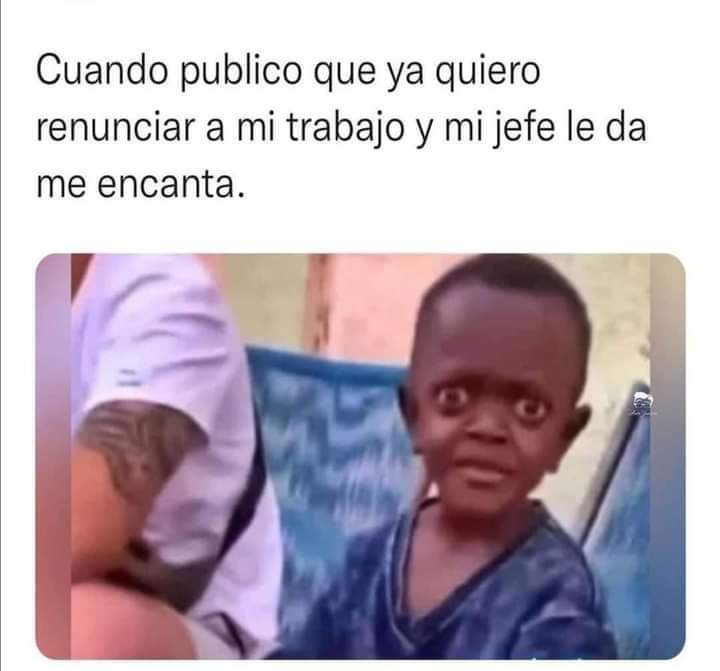 Cuando publico que ya quiero
renunciar a mi trabajo y mi jefe le da
me encanta.